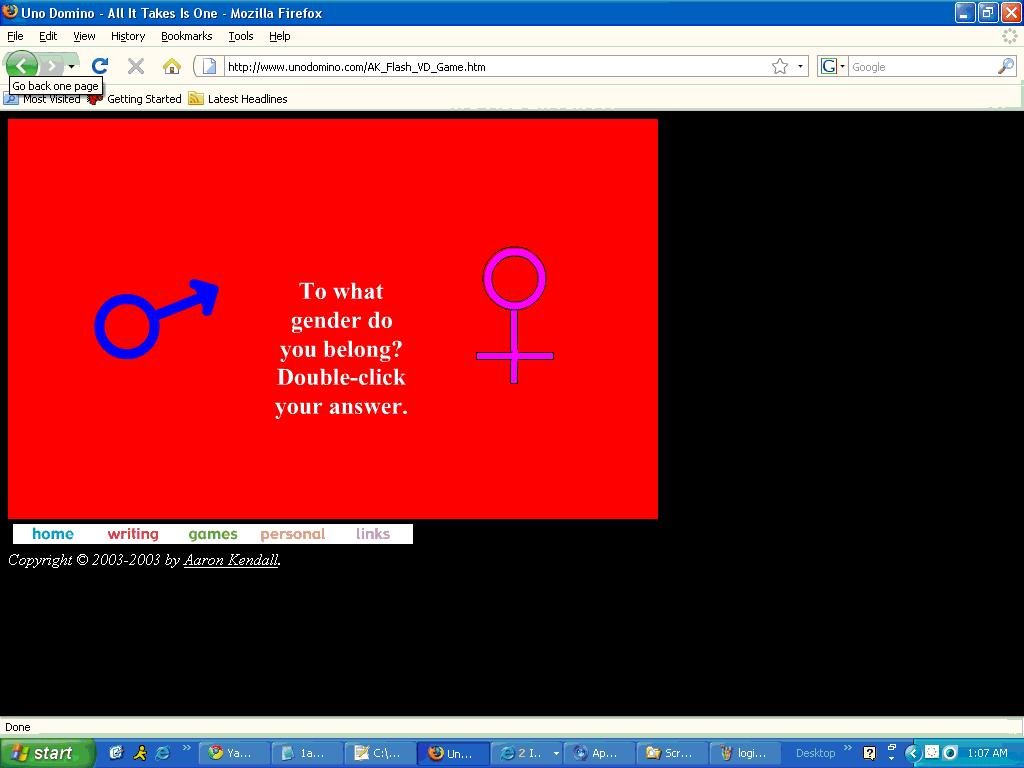 Uno Domino - All It Takes Is One - Mozilla Firefox
File Edit View History Bookmarks Tools Help
http://www.unodomino.com/AK_Flash_VD_Game.htm
G Google
Go back one page
Most Visited Getting Started Latest Headlines
To what
gender do
you belong?
Double-click
your answer.
home writing games personal links
Copyright © 2003-2003 by Aaron Kendall.
Done
start Ya... 1a... C:\... Un... 2 I... Ap... Scr... logi... Desktop 1:07 AM